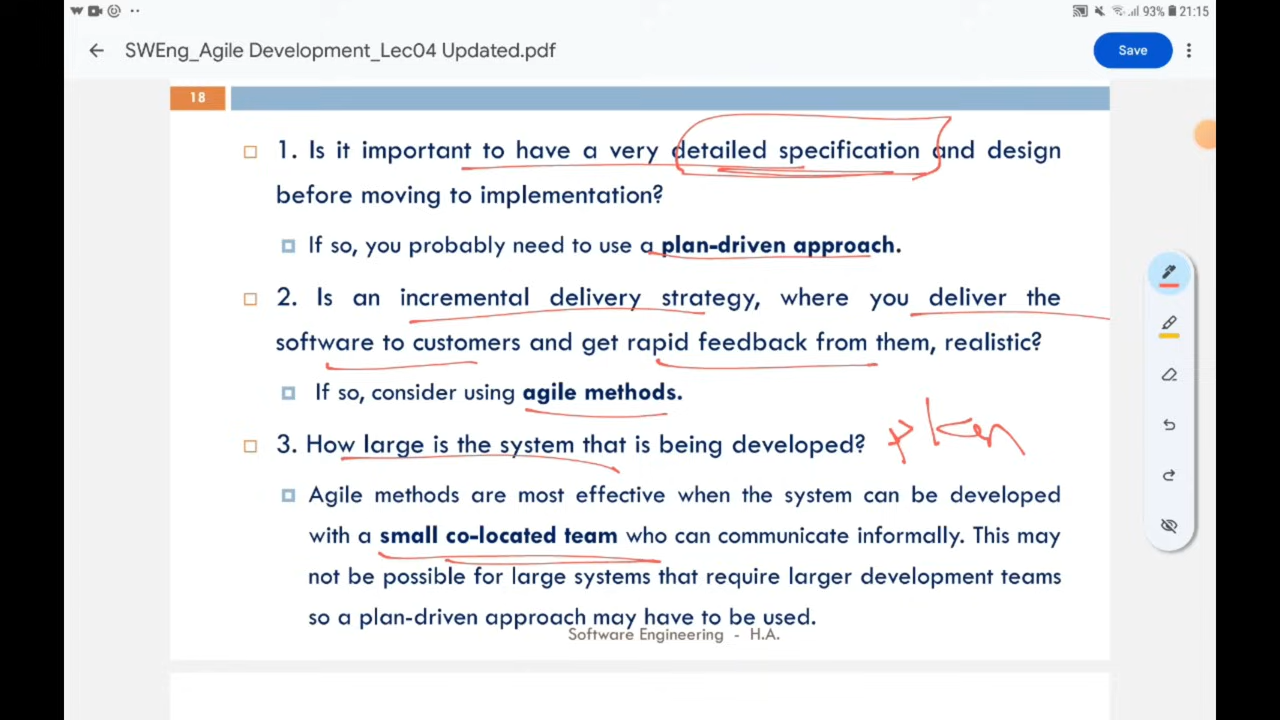 93% 21:15
SWEng_Agile Development_Lec04 Updated.pdf
Save
18
1. Is it important to have a very detailed specification and design
before moving to implementation?
If so, you probably need to use a plan-driven approach.
2. Is an incremental delivery strategy, where you deliver the
software to customers and get rapid feedback from them, realistic?
If so, consider using agile methods.
3. How large is the system that is being developed?
plan
Agile methods are most effective when the system can be developed
with a small co-located team who can communicate informally. This may
not be possible for large systems that require larger development teams
so a plan-driven approach may have to be used.
Software Engineering - H.A.